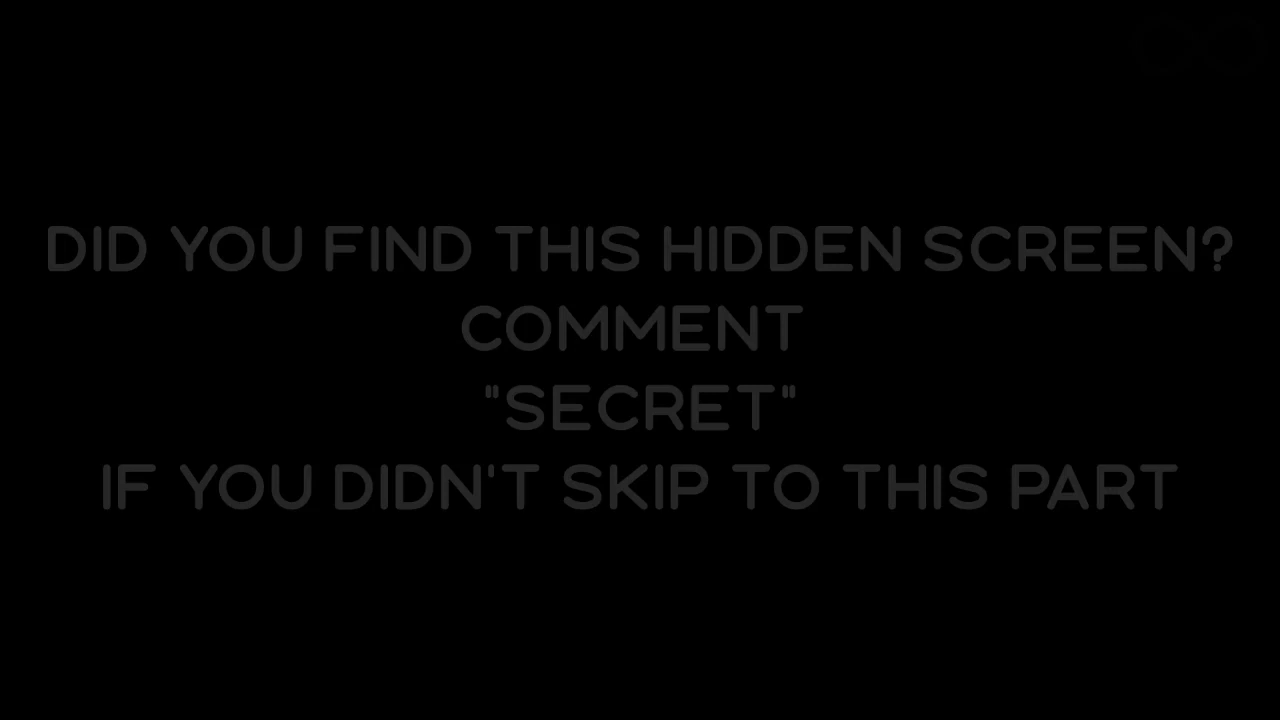 DID YOU FIND THIS HIDDEN SCREEN?
COMMENT
"SECRET"
IF YOU DIDN'T SKIP TO THIS PART